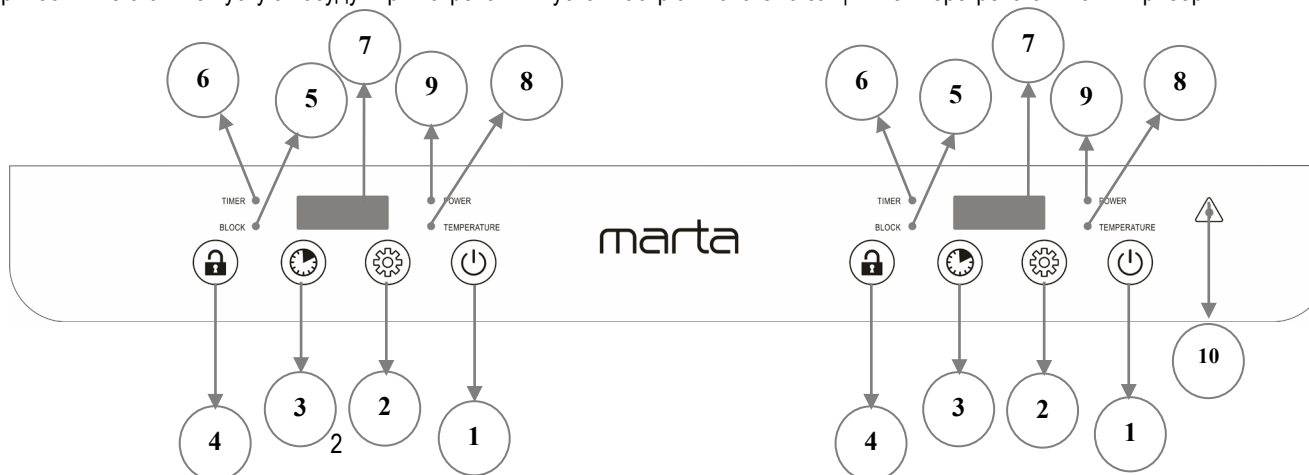 7 7
6 8 6 8
5 9 5 9
TIMER POWER TIMER POWER
BLOCK TEMPERATURE marta BLOCK TEMPERATURE
10
3 2 3 2
4 1 4 1
2